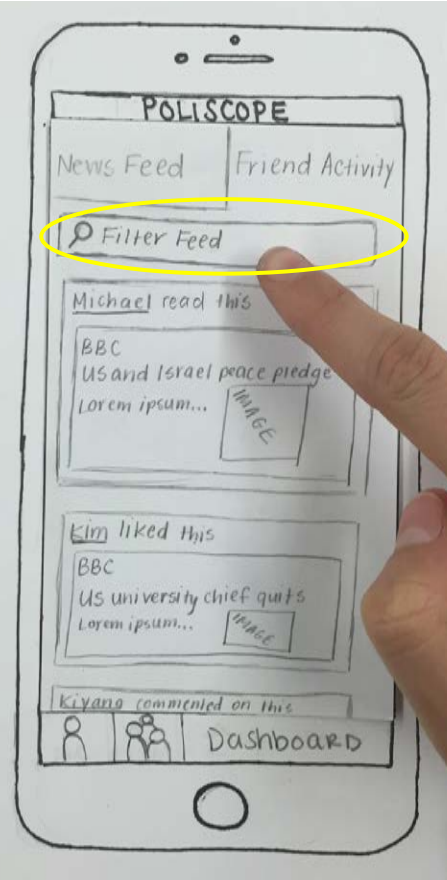 POLISCOPE
News Feed
Friend Activity
Filter Feed
Michael read this
BBC
US and Israel peace pledge
Lorem ipsum...
IMAGE
Kim liked this
BBC
US university chief quits
Lorem ipsum...
IMAGE
Kiyano commented on this
DashboARD